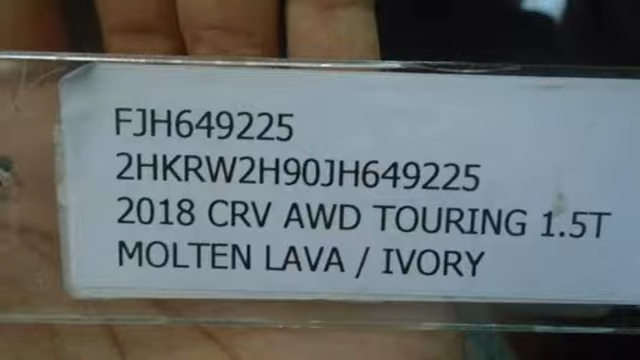 FJH649225
2HKRW2H90JH649225
2018 CRV AWD TOURING 1.5T
MOLTEN LAVA / IVORY